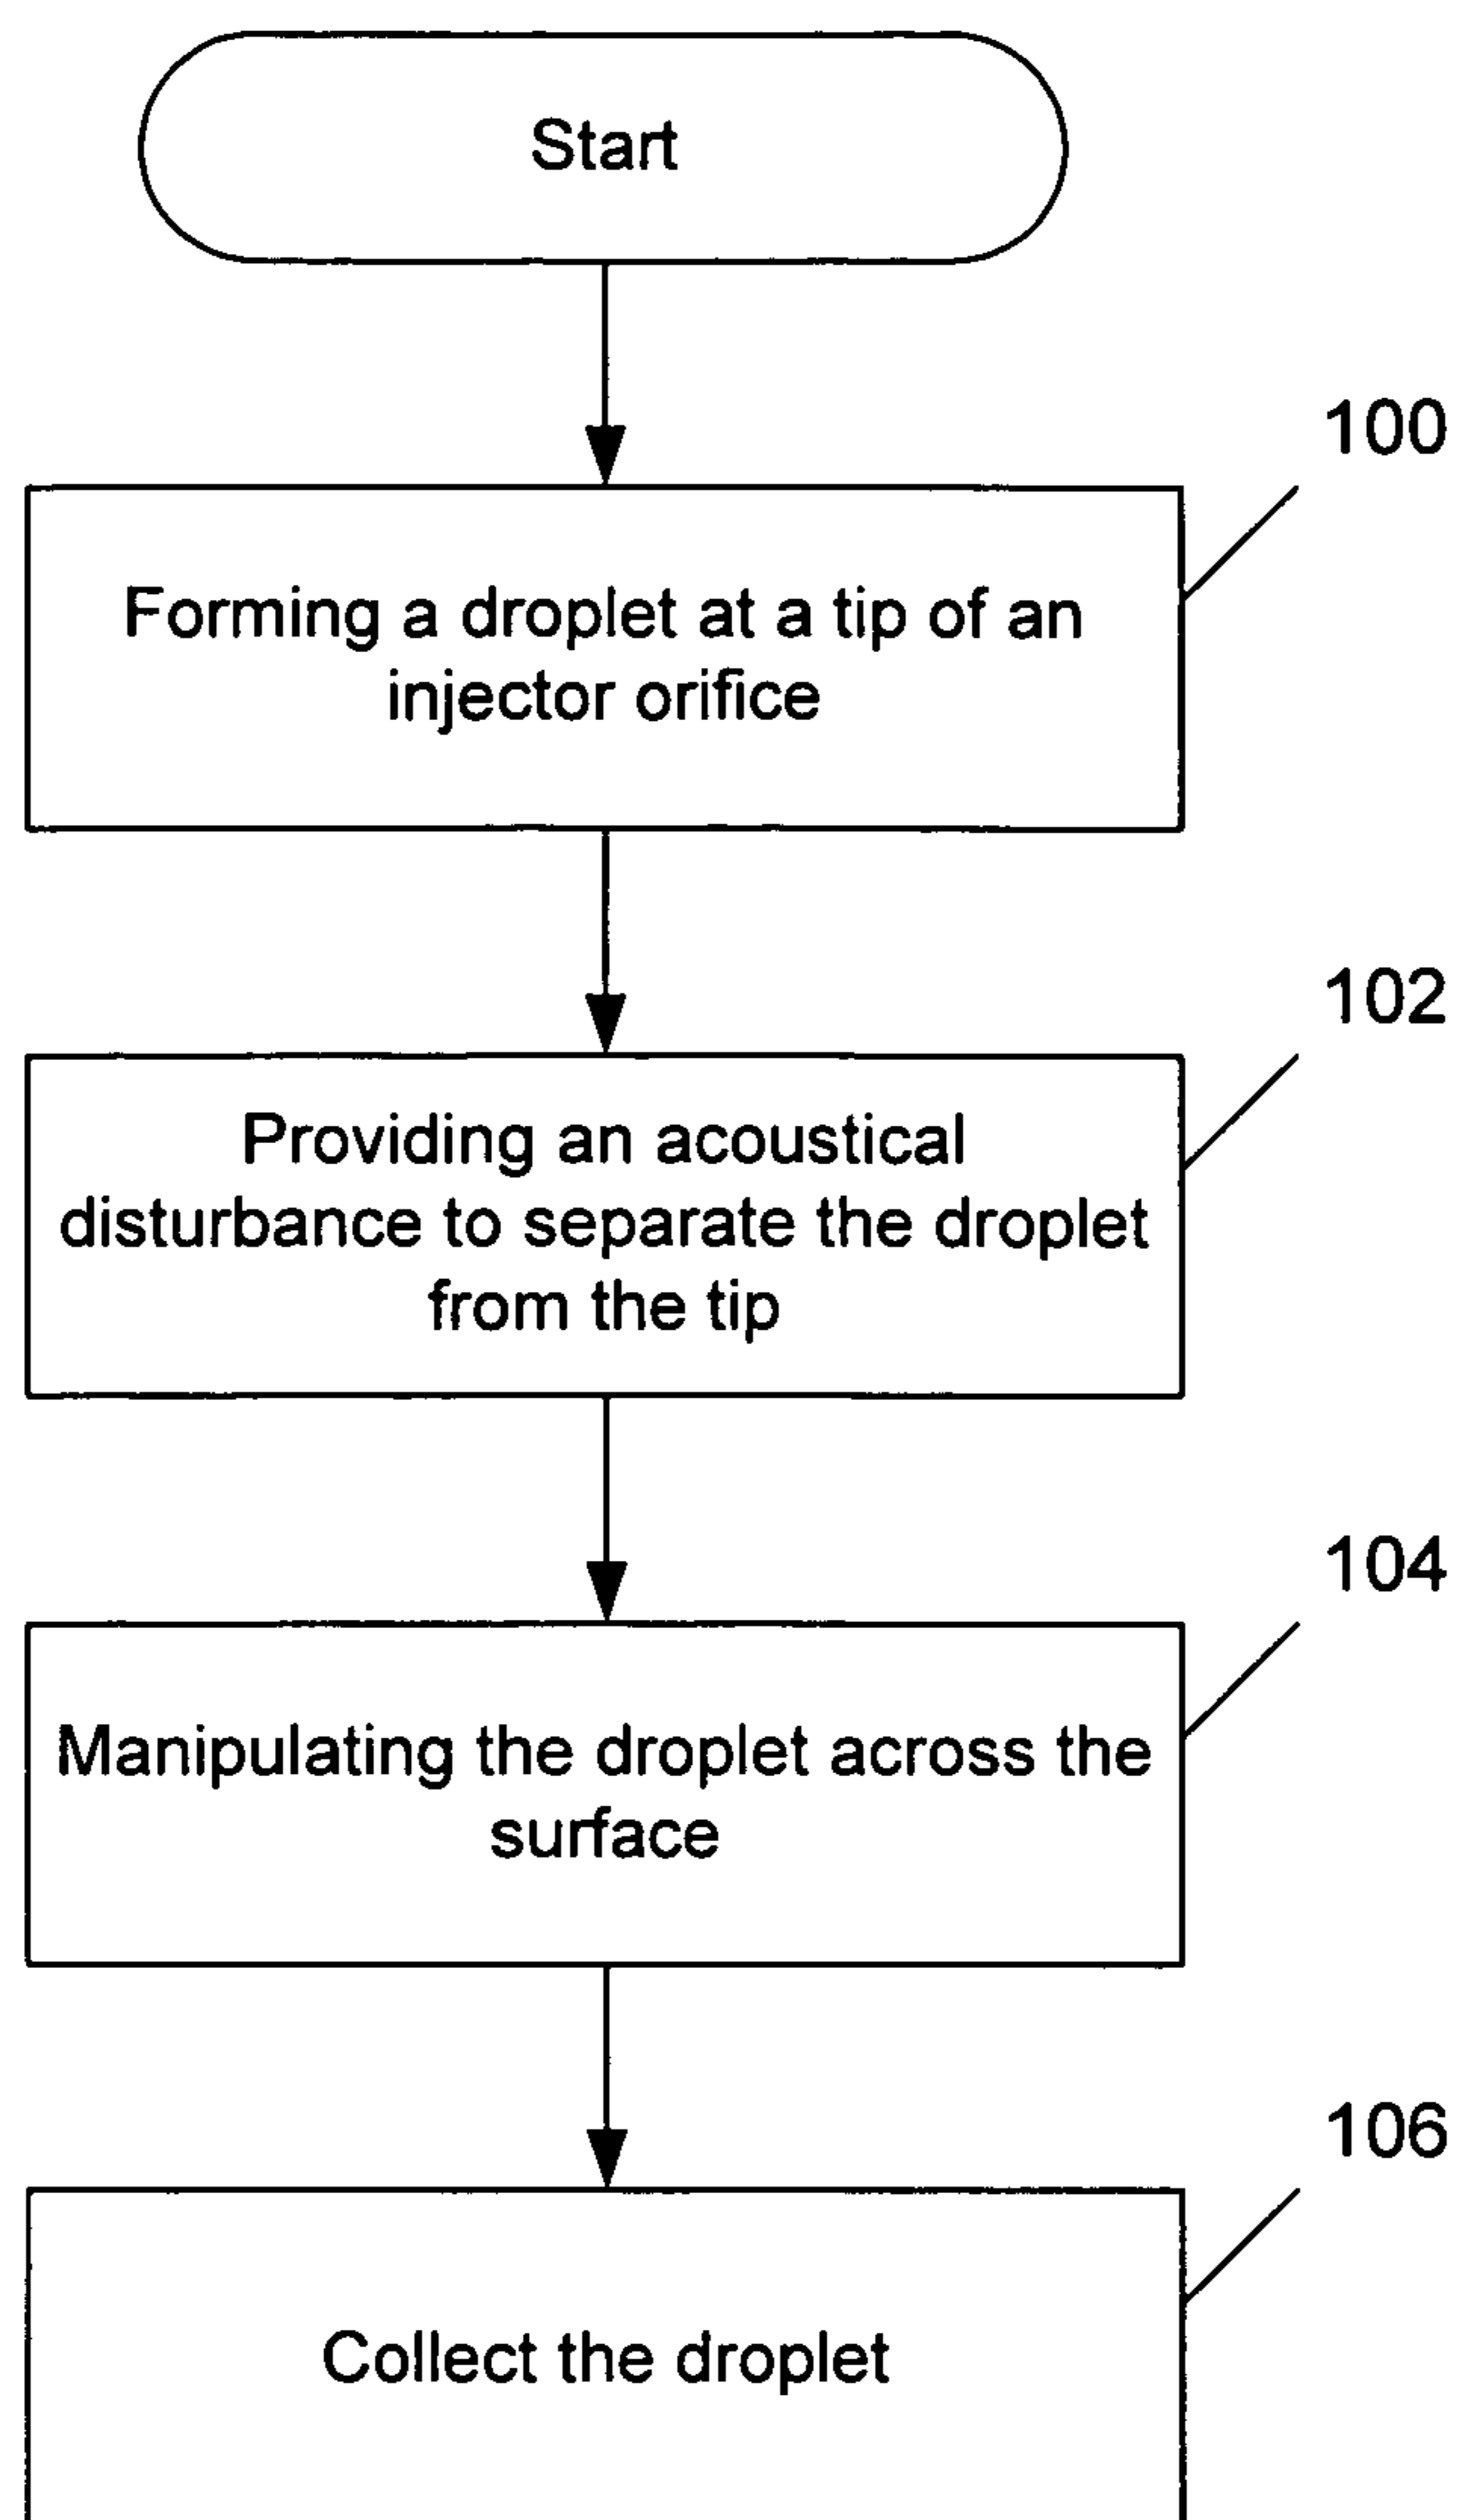 Start
100
Forming a droplet at a tip of an
injector orifice
102
Providing an acoustical
disturbance to separate the droplet
from the tip
104
Manipulating the droplet across the
surface
106
Collect the droplet